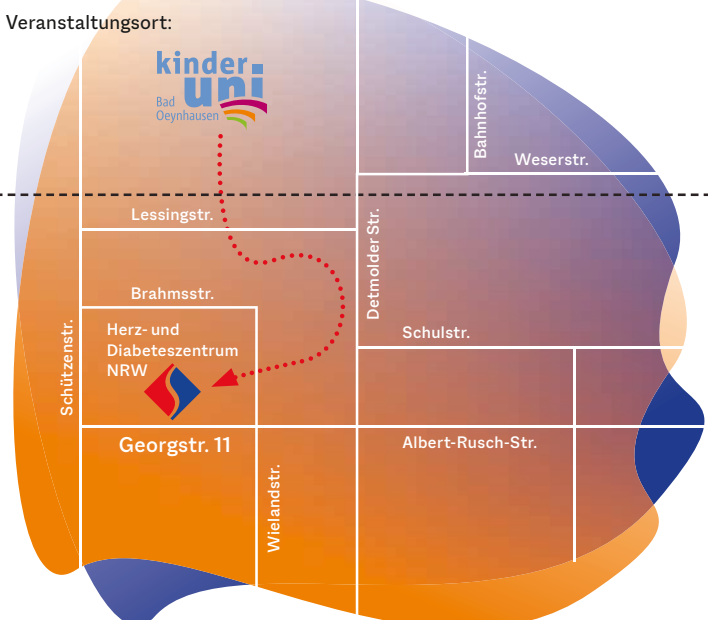 Veranstaltungsort:
kinder
uni
Bad
Oeynhausen
Bahnhofstr.
Weserstr.
Lessingstr.
Detmolder Str.
Brahmsstr.
Herz- und
Diabeteszentrum
NRW
Schützenstr.
Schulstr.
Georgstr. 11
Albert-Rusch-Str.
Wielandstr.